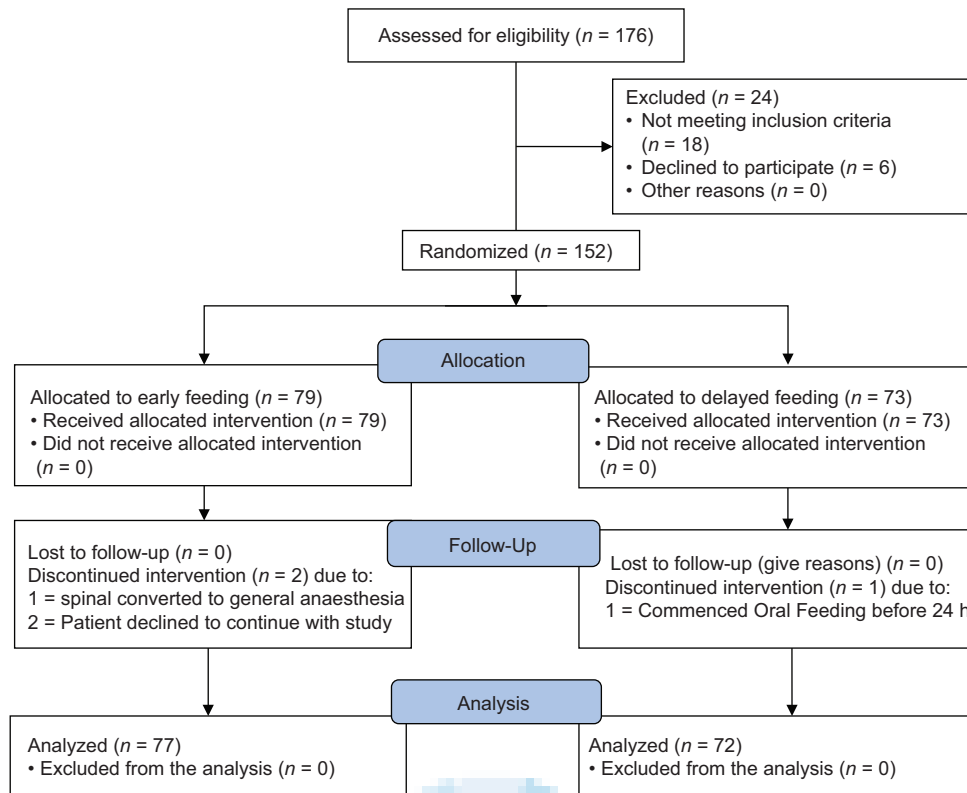 Assessed for eligibility (n = 176)
Excluded (n = 24)
• Not meeting inclusion criteria
(n = 18)
• Declined to participate (n = 6)
• Other reasons (n = 0)
Randomized (n = 152)
Allocation
Allocated to early feeding (n = 79)
• Received allocated intervention (n = 79)
• Did not receive allocated intervention
(n = 0)
Allocated to delayed feeding (n = 73)
• Received allocated intervention (n = 73)
• Did not receive allocated intervention
(n = 0)
Follow-Up
Lost to follow-up (n = 0)
Discontinued intervention (n = 2) due to:
1 = spinal converted to general anaesthesia
2 = Patient declined to continue with study
Lost to follow-up (give reasons) (n = 0)
Discontinued intervention (n = 1) due to:
1 = Commenced Oral Feeding before 24 h
Analysis
Analyzed (n = 77)
• Excluded from the analysis (n = 0)
Analyzed (n = 72)
• Excluded from the analysis (n = 0)